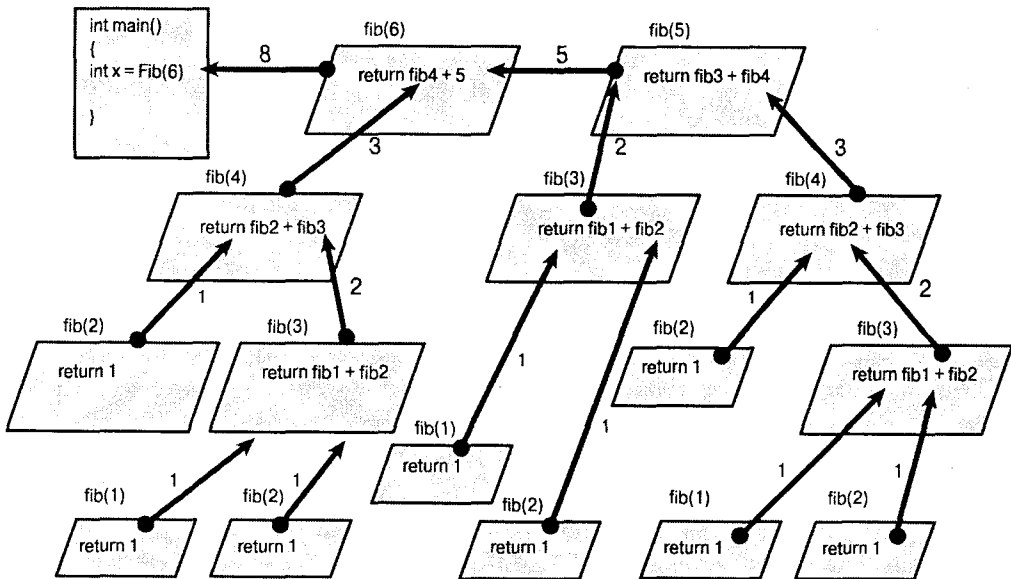 int main()
{
int x = Fib(6)
}
8
fib(6)
return fib4 + 5
5
fib(5)
return fib3 + fib4
3
2
3
fib(4)
return fib2 + fib3
fib(3)
return fib1 + fib2
fib(4)
return fib2 + fib3
1
2
1
2
fib(2)
return 1
fib(3)
return fib1 + fib2
1
fib(2)
return 1
fib(3)
return fib1 + fib2
fib(1)
return 1
1
1
1
1
1
fib(1)
return 1
fib(2)
return 1
fib(2)
return 1
fib(1)
return 1
fib(2)
return 1